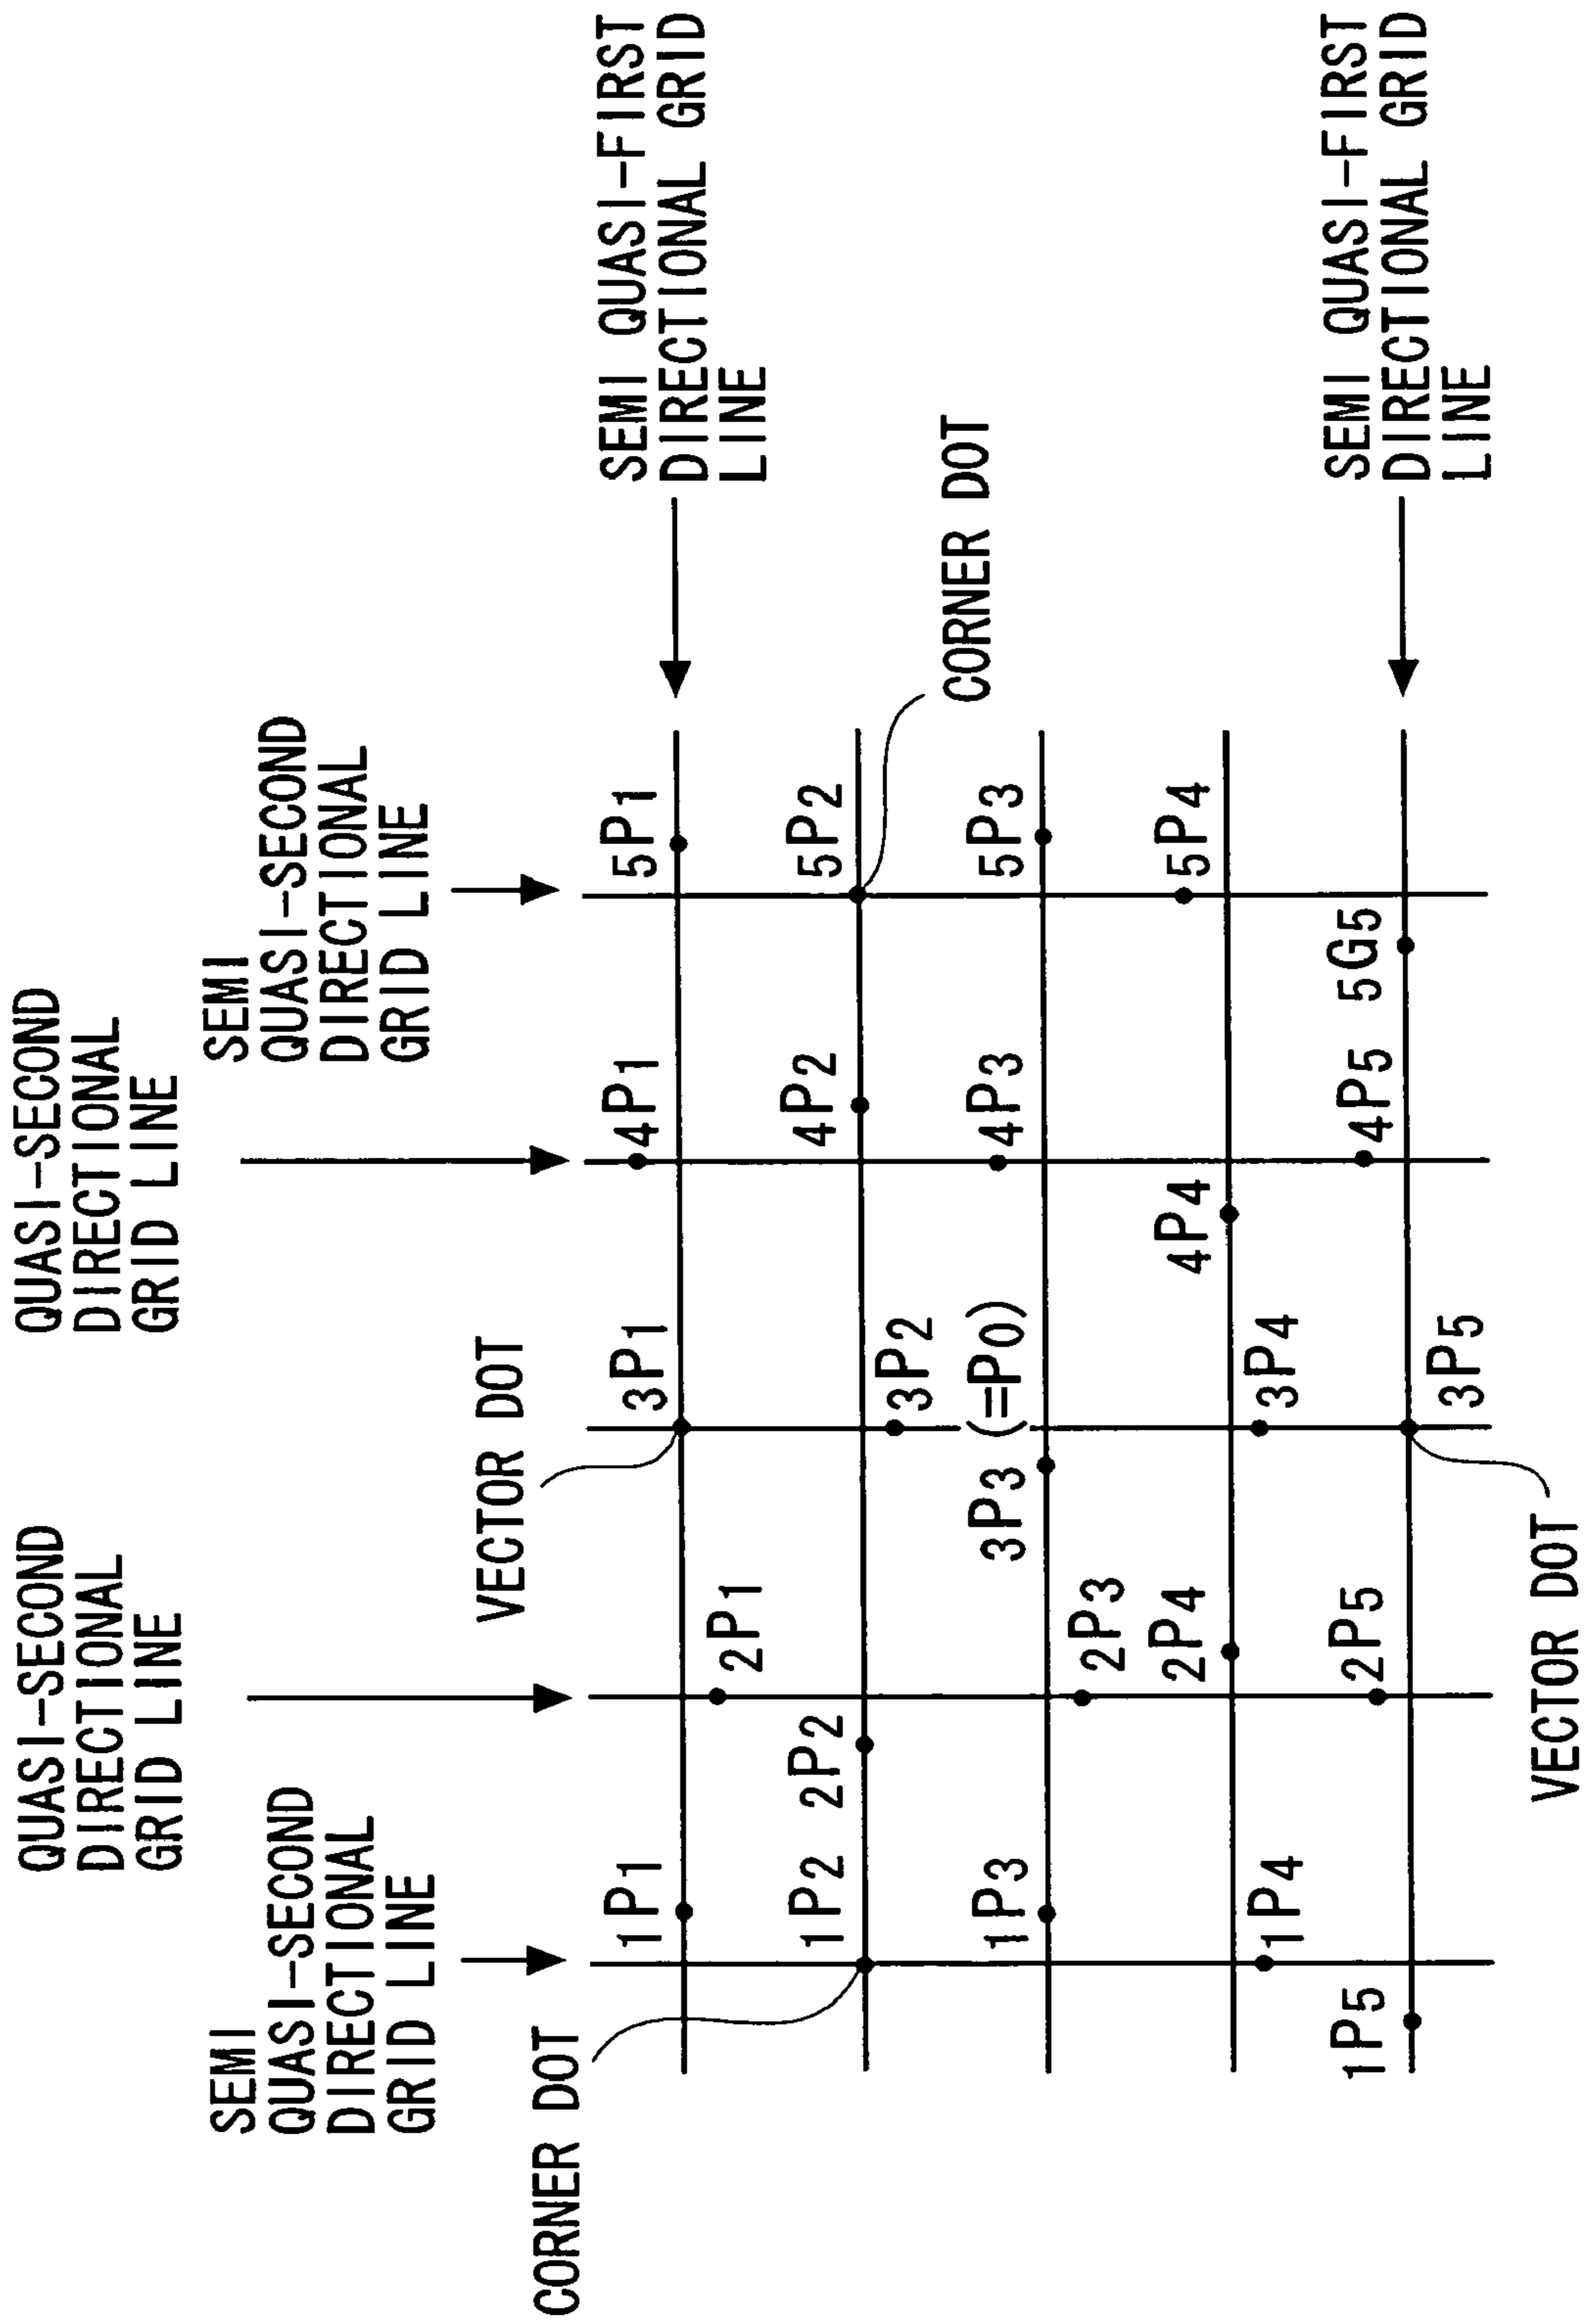 QUASI-SECOND
DIRECTIONAL
GRID LINE
QUASI-SECOND
DIRECTIONAL
GRID LINE
SEMI
QUASI-SECOND
DIRECTIONAL
GRID LINE
SEMI
QUASI-SECOND
DIRECTIONAL
GRID LINE
CORNER DOT
VECTOR DOT
1P1
2P1
3P1
4P1
5P1
SEMI QUASI-FIRST
DIRECTIONAL GRID
LINE
1P2
2P2
3P2
4P2
5P2
CORNER DOT
1P3
2P3
3P3 (=P0)
4P3
5P3
1P4
2P4
3P4
4P4
5P4
1P5
2P5
3P5
4P5
5G5
SEMI QUASI-FIRST
DIRECTIONAL GRID
LINE
VECTOR DOT